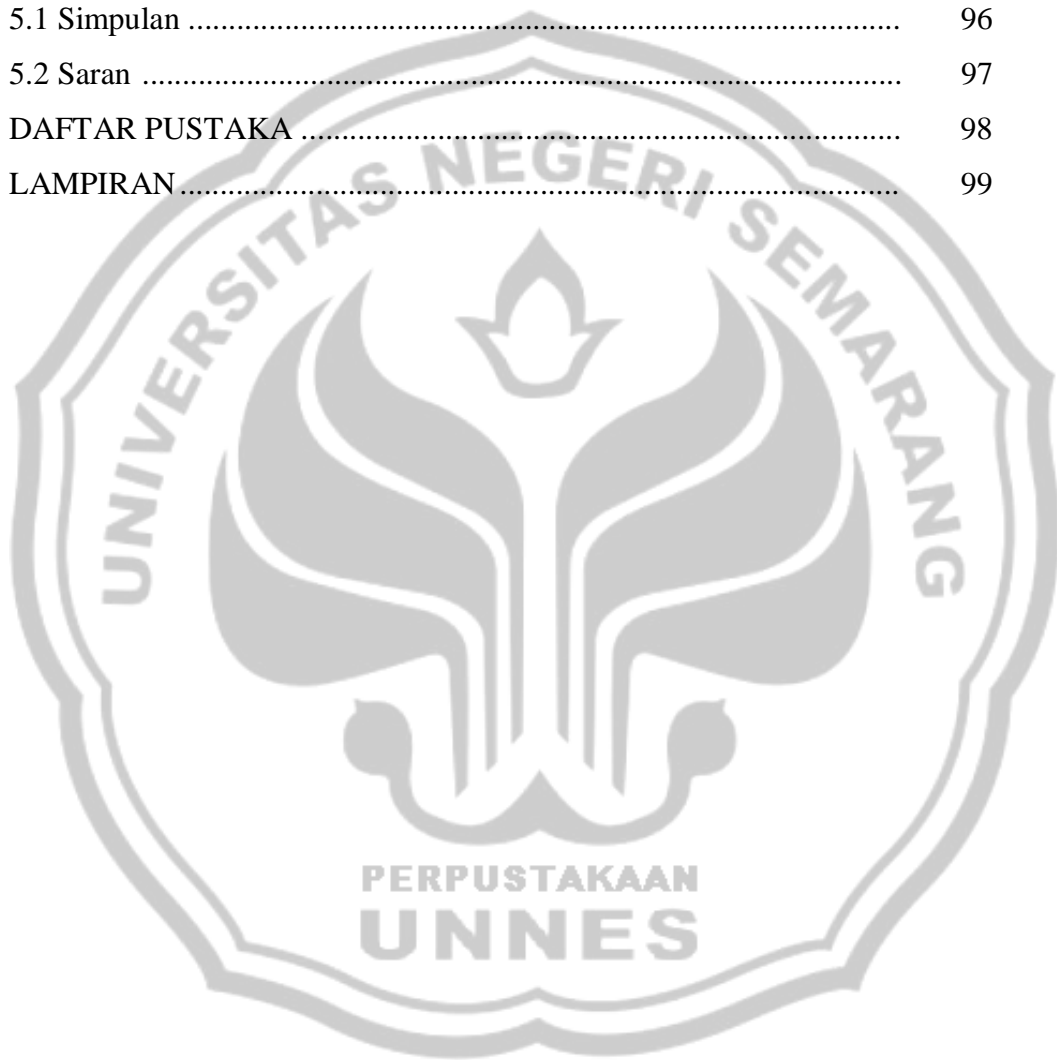 5.1 Simpulan ....................................................................................... 96
5.2 Saran ............................................................................................. 97
DAFTAR PUSTAKA ......................................................................... 98
LAMPIRAN........................................................................................ 99
UNIVERSITAS NEGERI SEMARANG
PERPUSTAKAAN
UNNES